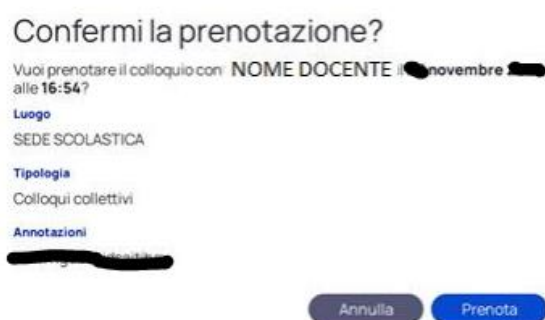 Confermi la prenotazione?
Vuoi prenotare il colloquio con NOME DOCENTE il novembre
alle 16:54?
Luogo
SEDE SCOLASTICA
Tipologia
Colloqui collettivi
Annotazioni
Annulla Prenota